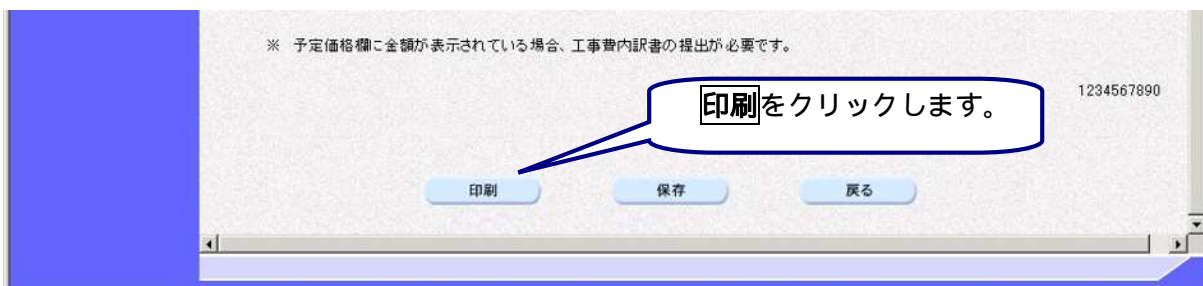 ※ 予定価格欄に金額が表示されている場合、工事費内訳書の提出が必要です。
印刷をクリックします。
1234567890
印刷 保存 戻る